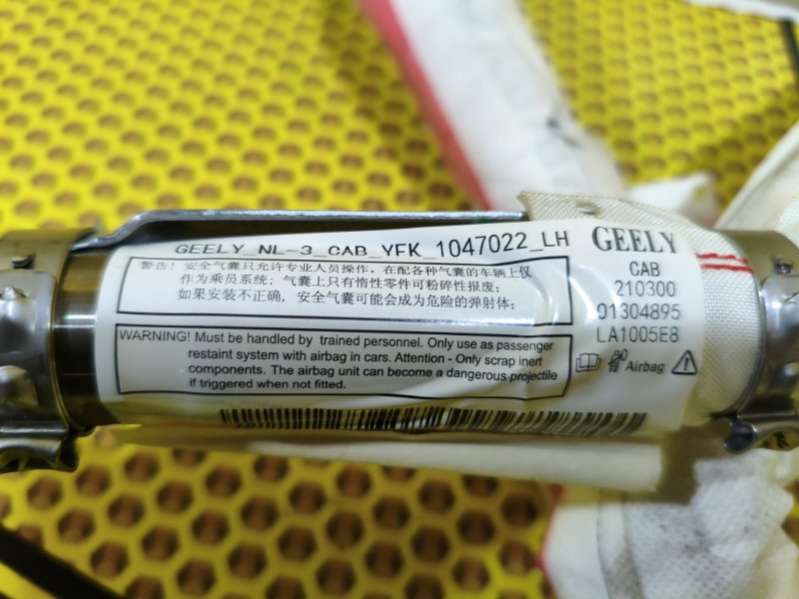 GEELY_NL-3_CAB_YFK_1047022_LH
GEELY
CAB
210300
01304895
LA1005E8
Airbag
警告！安全气囊只允许专业人员操作，在配各种气囊的车辆上仅
作为乘员系统；气囊上只有惰性零件可粉碎性报废；
如果安装不正确，安全气囊可能会成为危险的弹射体；
WARNING! Must be handled by trained personnel. Only use as passenger
restaint system with airbag in cars. Attention - Only scrap inert
components. The airbag unit can become a dangerous projectile
if triggered when not fitted.